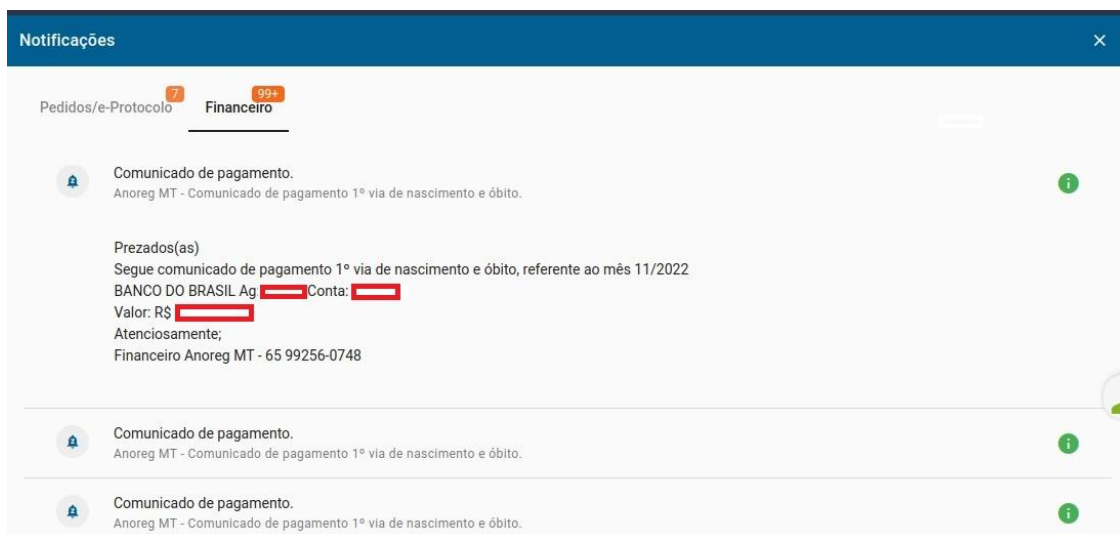 Notificações
7
99+
Pedidos/e-Protocolo
Financeiro
Comunicado de pagamento.
Anoreg MT - Comunicado de pagamento 1º via de nascimento e óbito.
Prezados(as)
Segue comunicado de pagamento 1º via de nascimento e óbito, referente ao mês 11/2022
BANCO DO BRASIL Ag: Conta:
Valor: R$
Atenciosamente;
Financeiro Anoreg MT - 65 99256-0748
Comunicado de pagamento.
Anoreg MT - Comunicado de pagamento 1º via de nascimento e óbito.
Comunicado de pagamento.
Anoreg MT - Comunicado de pagamento 1º via de nascimento e óbito.